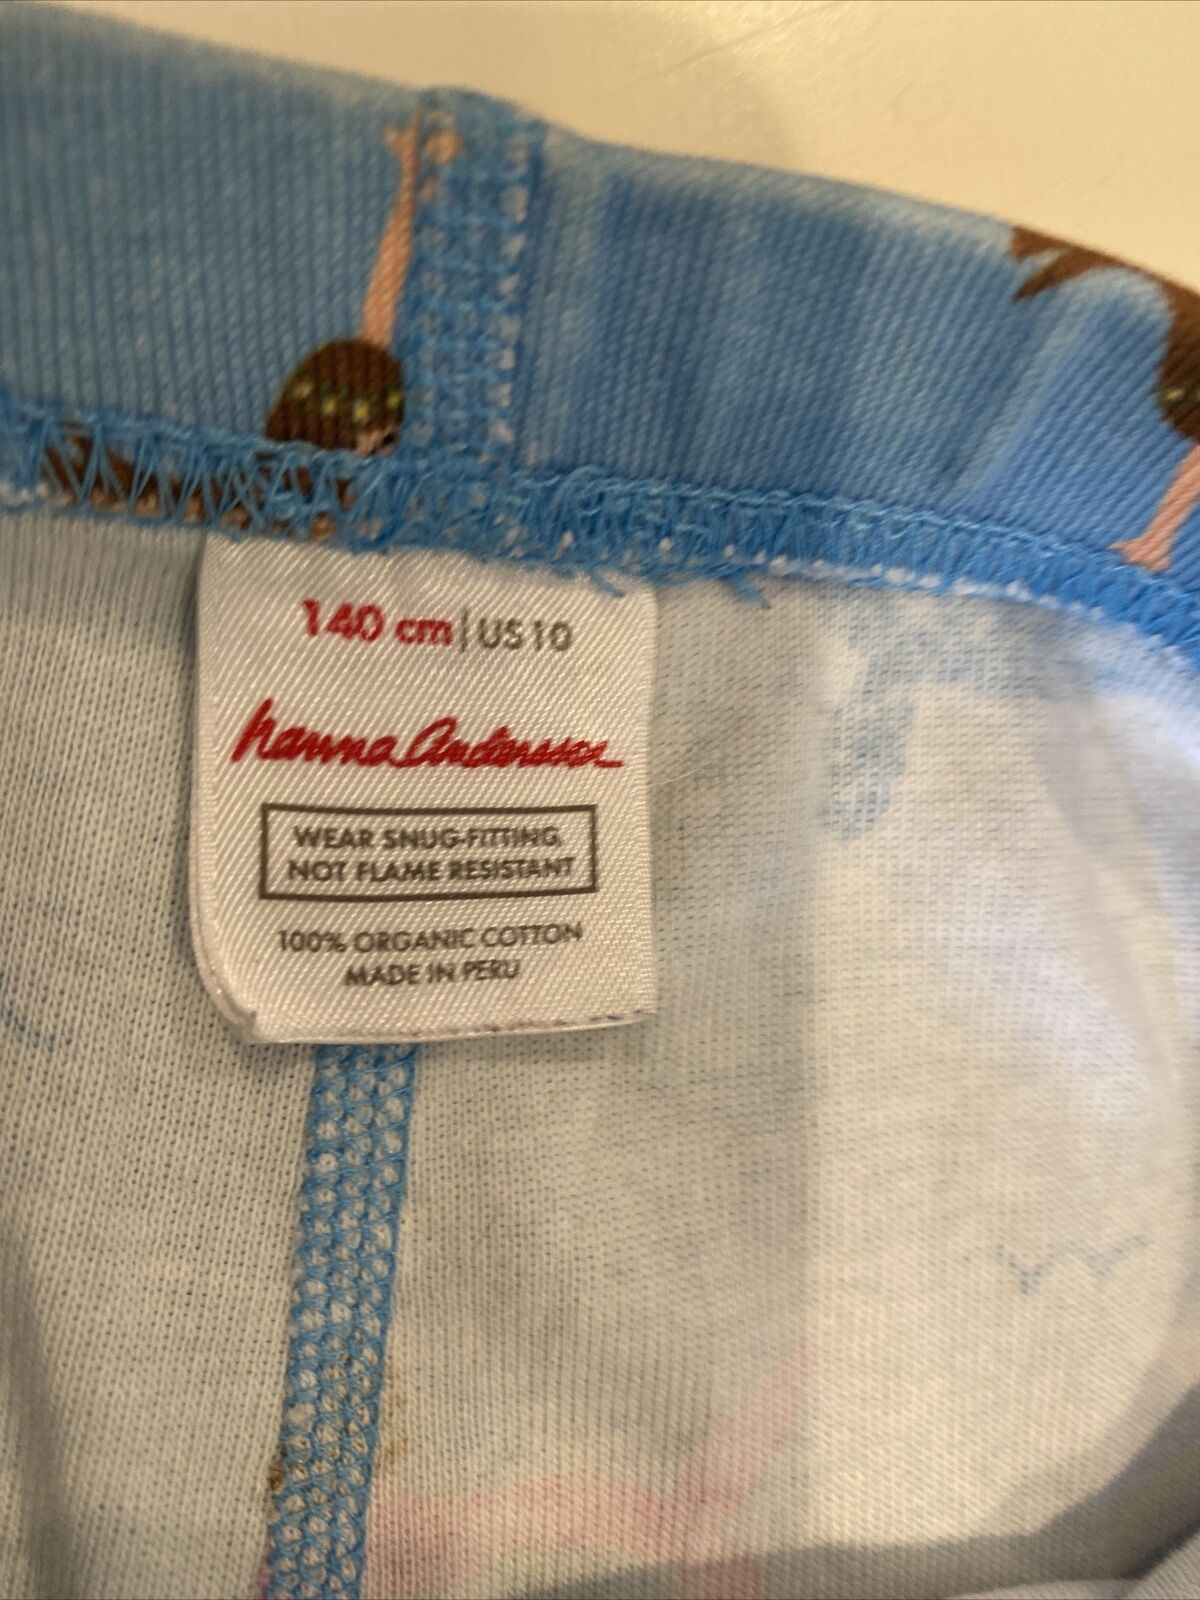 140 cm | US 10
hanna Andersson
WEAR SNUG-FITTING,
NOT FLAME RESISTANT
100% ORGANIC COTTON
MADE IN PERU